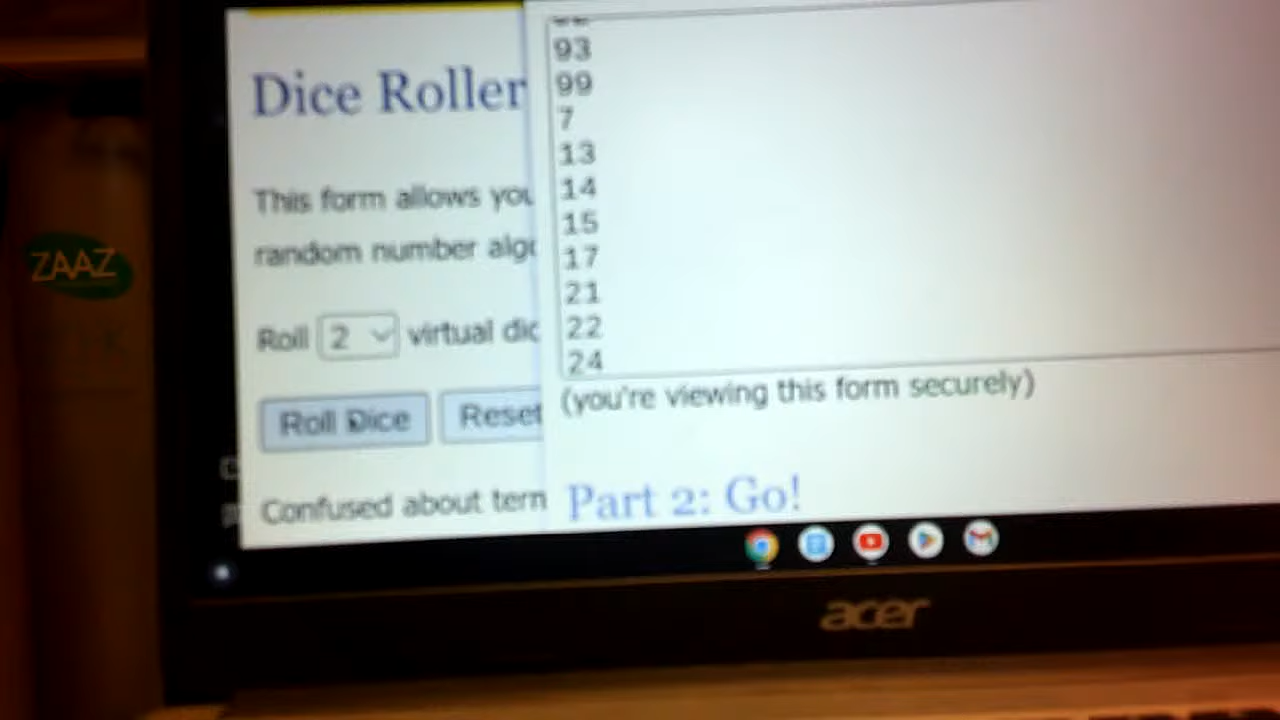 Dice Roller
This form allows you
random number algo
Roll 2 virtual dic
Roll Dice Reset
Confused about term
93
99
7
13
14
15
17
21
22
24
(you're viewing this form securely)
Part 2: Go!
acer
ZAAZ